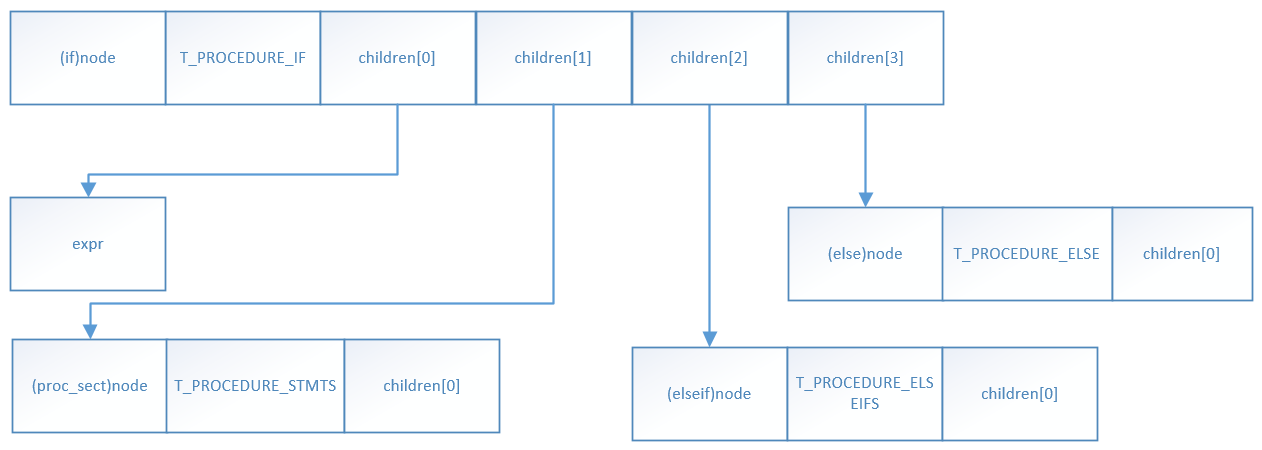 (if)node
T_PROCEDURE_IF
children[0]
children[1]
children[2]
children[3]
expr
(else)node
T_PROCEDURE_ELSE
children[0]
(proc_sect)node
T_PROCEDURE_STMTS
children[0]
(elseif)node
T_PROCEDURE_ELS
EIFS
children[0]